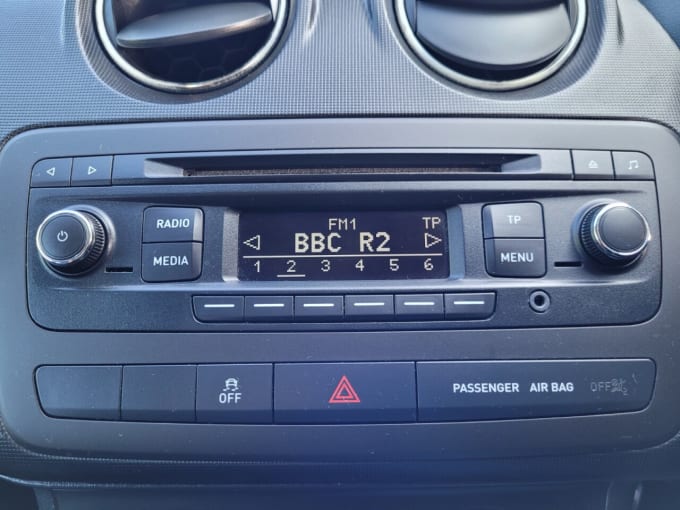 FM1 TP
BBC R2
1 2 3 4 5 6
RADIO
MEDIA
TP
MENU
OFF
PASSENGER AIR BAG OFF